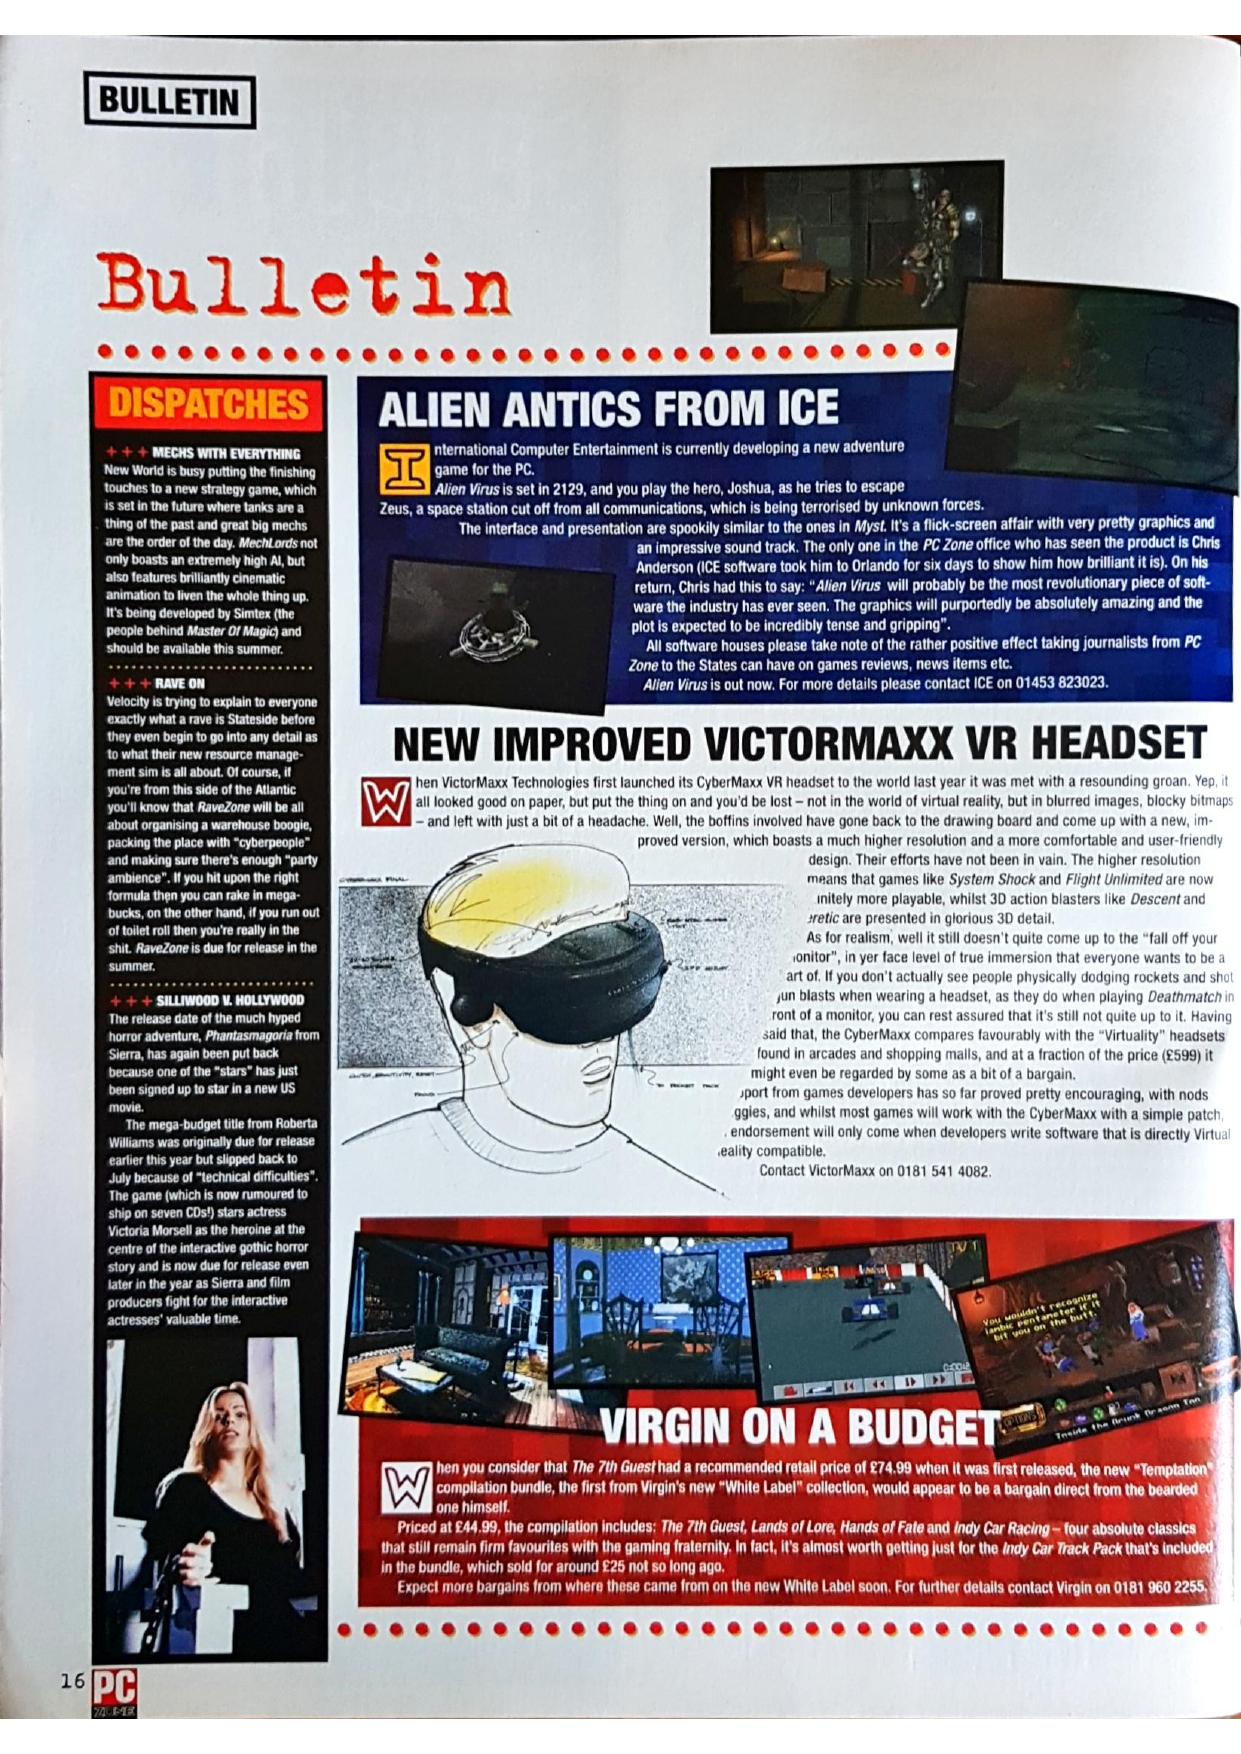 BULLETIN
Bulletin
DISPATCHES
+ + + MECHS WITH EVERYTHING
New World is busy putting the finishing
touches to a new strategy game, which
is set in the future where tanks are a
thing of the past and great big mechs
are the order of the day. MechLords not
only boasts an extremely high AI, but
also features brilliantly cinematic
animation to liven the whole thing up.
It's being developed by Simtex (the
people behind Master Of Magic) and
should be available this summer.
+ + + RAVE ON
Velocity is trying to explain to everyone
exactly what a rave is Stateside before
they even begin to go into any detail as
to what their new resource manage-
ment sim is all about. Of course, if
you're from this side of the Atlantic
you'll know that RaveZone will be all
about organising a warehouse boogie,
packing the place with "cyberpeople"
and making sure there's enough "party
ambience". If you hit upon the right
formula then you can rake in mega-
bucks, on the other hand, if you run out
of toilet roll then you're really in the
shit. RaveZone is due for release in the
summer.
+ + + SILLIWOOD V. HOLLYWOOD
The release date of the much hyped
horror adventure, Phantasmagoria from
Sierra, has again been put back
because one of the "stars" has just
been signed up to star in a new US
movie.
The mega-budget title from Roberta
Williams was originally due for release
earlier this year but slipped back to
July because of "technical difficulties".
The game (which is now rumoured to
ship on seven CDs!) stars actress
Victoria Morsell as the heroine at the
centre of the interactive gothic horror
story and is now due for release even
later in the year as Sierra and film
producers fight for the interactive
actresses' valuable time.
ALIEN ANTICS FROM ICE
International Computer Entertainment is currently developing a new adventure
game for the PC.
Alien Virus is set in 2129, and you play the hero, Joshua, as he tries to escape
Zeus, a space station cut off from all communications, which is being terrorised by unknown forces.
The interface and presentation are spookily similar to the ones in Myst. It's a flick-screen affair with very pretty graphics and
an impressive sound track. The only one in the PC Zone office who has seen the product is Chris
Anderson (ICE software took him to Orlando for six days to show him how brilliant it is). On his
return, Chris had this to say: "Alien Virus will probably be the most revolutionary piece of soft-
ware the industry has ever seen. The graphics will purportedly be absolutely amazing and the
plot is expected to be incredibly tense and gripping".
All software houses please take note of the rather positive effect taking journalists from PC
Zone to the States can have on games reviews, news items etc.
Alien Virus is out now. For more details please contact ICE on 01453 823023.
NEW IMPROVED VICTORMAXX VR HEADSET
When VictorMaxx Technologies first launched its CyberMaxx VR headset to the world last year it was met with a resounding groan. Yep, it
all looked good on paper, but put the thing on and you'd be lost – not in the world of virtual reality, but in blurred images, blocky bitmaps
– and left with just a bit of a headache. Well, the boffins involved have gone back to the drawing board and come up with a new, im-
proved version, which boasts a much higher resolution and a more comfortable and user-friendly
design. Their efforts have not been in vain. The higher resolution
means that games like System Shock and Flight Unlimited are now
initely more playable, whilst 3D action blasters like Descent and
eretic are presented in glorious 3D detail.
As for realism, well it still doesn't quite come up to the "fall off your
onitor", in yer face level of true immersion that everyone wants to be a
art of. If you don't actually see people physically dodging rockets and shot
gun blasts when wearing a headset, as they do when playing Deathmatch in
front of a monitor, you can rest assured that it's still not quite up to it. Having
said that, the CyberMaxx compares favourably with the "Virtuality" headsets
found in arcades and shopping malls, and at a fraction of the price (£599) it
might even be regarded by some as a bit of a bargain.
port from games developers has so far proved pretty encouraging, with nods
ggies, and whilst most games will work with the CyberMaxx with a simple patch,
endorsement will only come when developers write software that is directly Virtual
eality compatible.
Contact VictorMaxx on 0181 541 4082.
You wouldn't recognize
iambic pentameter if it
bit you on the butt!
OPTIONS
Inside the Drunk Dragon Inn
VIRGIN ON A BUDGET
When you consider that The 7th Guest had a recommended retail price of £74.99 when it was first released, the new "Temptation"
compilation bundle, the first from Virgin's new "White Label" collection, would appear to be a bargain direct from the bearded
one himself.
Priced at £44.99, the compilation includes: The 7th Guest, Lands of Lore, Hands of Fate and Indy Car Racing – four absolute classics
that still remain firm favourites with the gaming fraternity. In fact, it's almost worth getting just for the Indy Car Track Pack that's included
in the bundle, which sold for around £25 not so long ago.
Expect more bargains from where these came from on the new White Label soon. For further details contact Virgin on 0181 960 2255.
16 PC ZONE